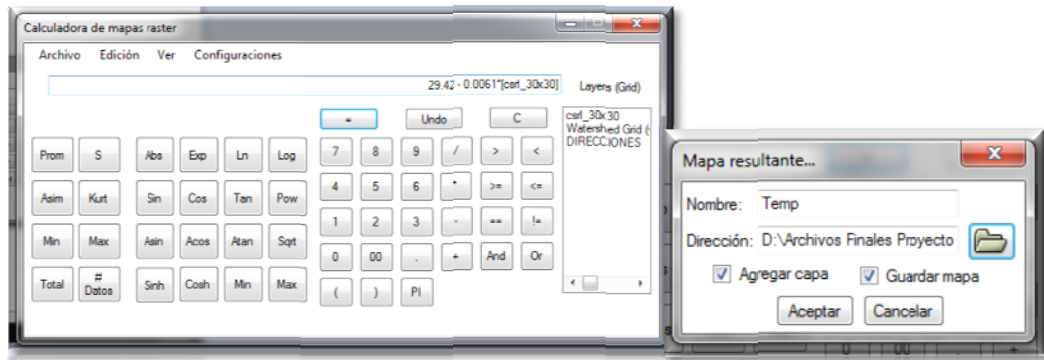 Calculadora de mapas raster
Archivo Edición Ver Configuraciones
29.42 - 0.0061*[csrl_30x30]
Layers (Grid)
= Undo C
csrl_30x30
Watershed Grid (
DIRECCIONES
Prom S Abs Exp Ln Log 7 8 9 / > <
Asim Kurt Sin Cos Tan Pow 4 5 6 * >= <=
Min Max Asin Acos Atan Sqrt 1 2 3 - == !=
0 00 . + And Or
Total # Datos Sinh Cosh Min Max ( ) PI
Mapa resultante...
Nombre: Temp
Dirección: D:\Archivos Finales Proyecto
Agregar capa Guardar mapa
Aceptar Cancelar